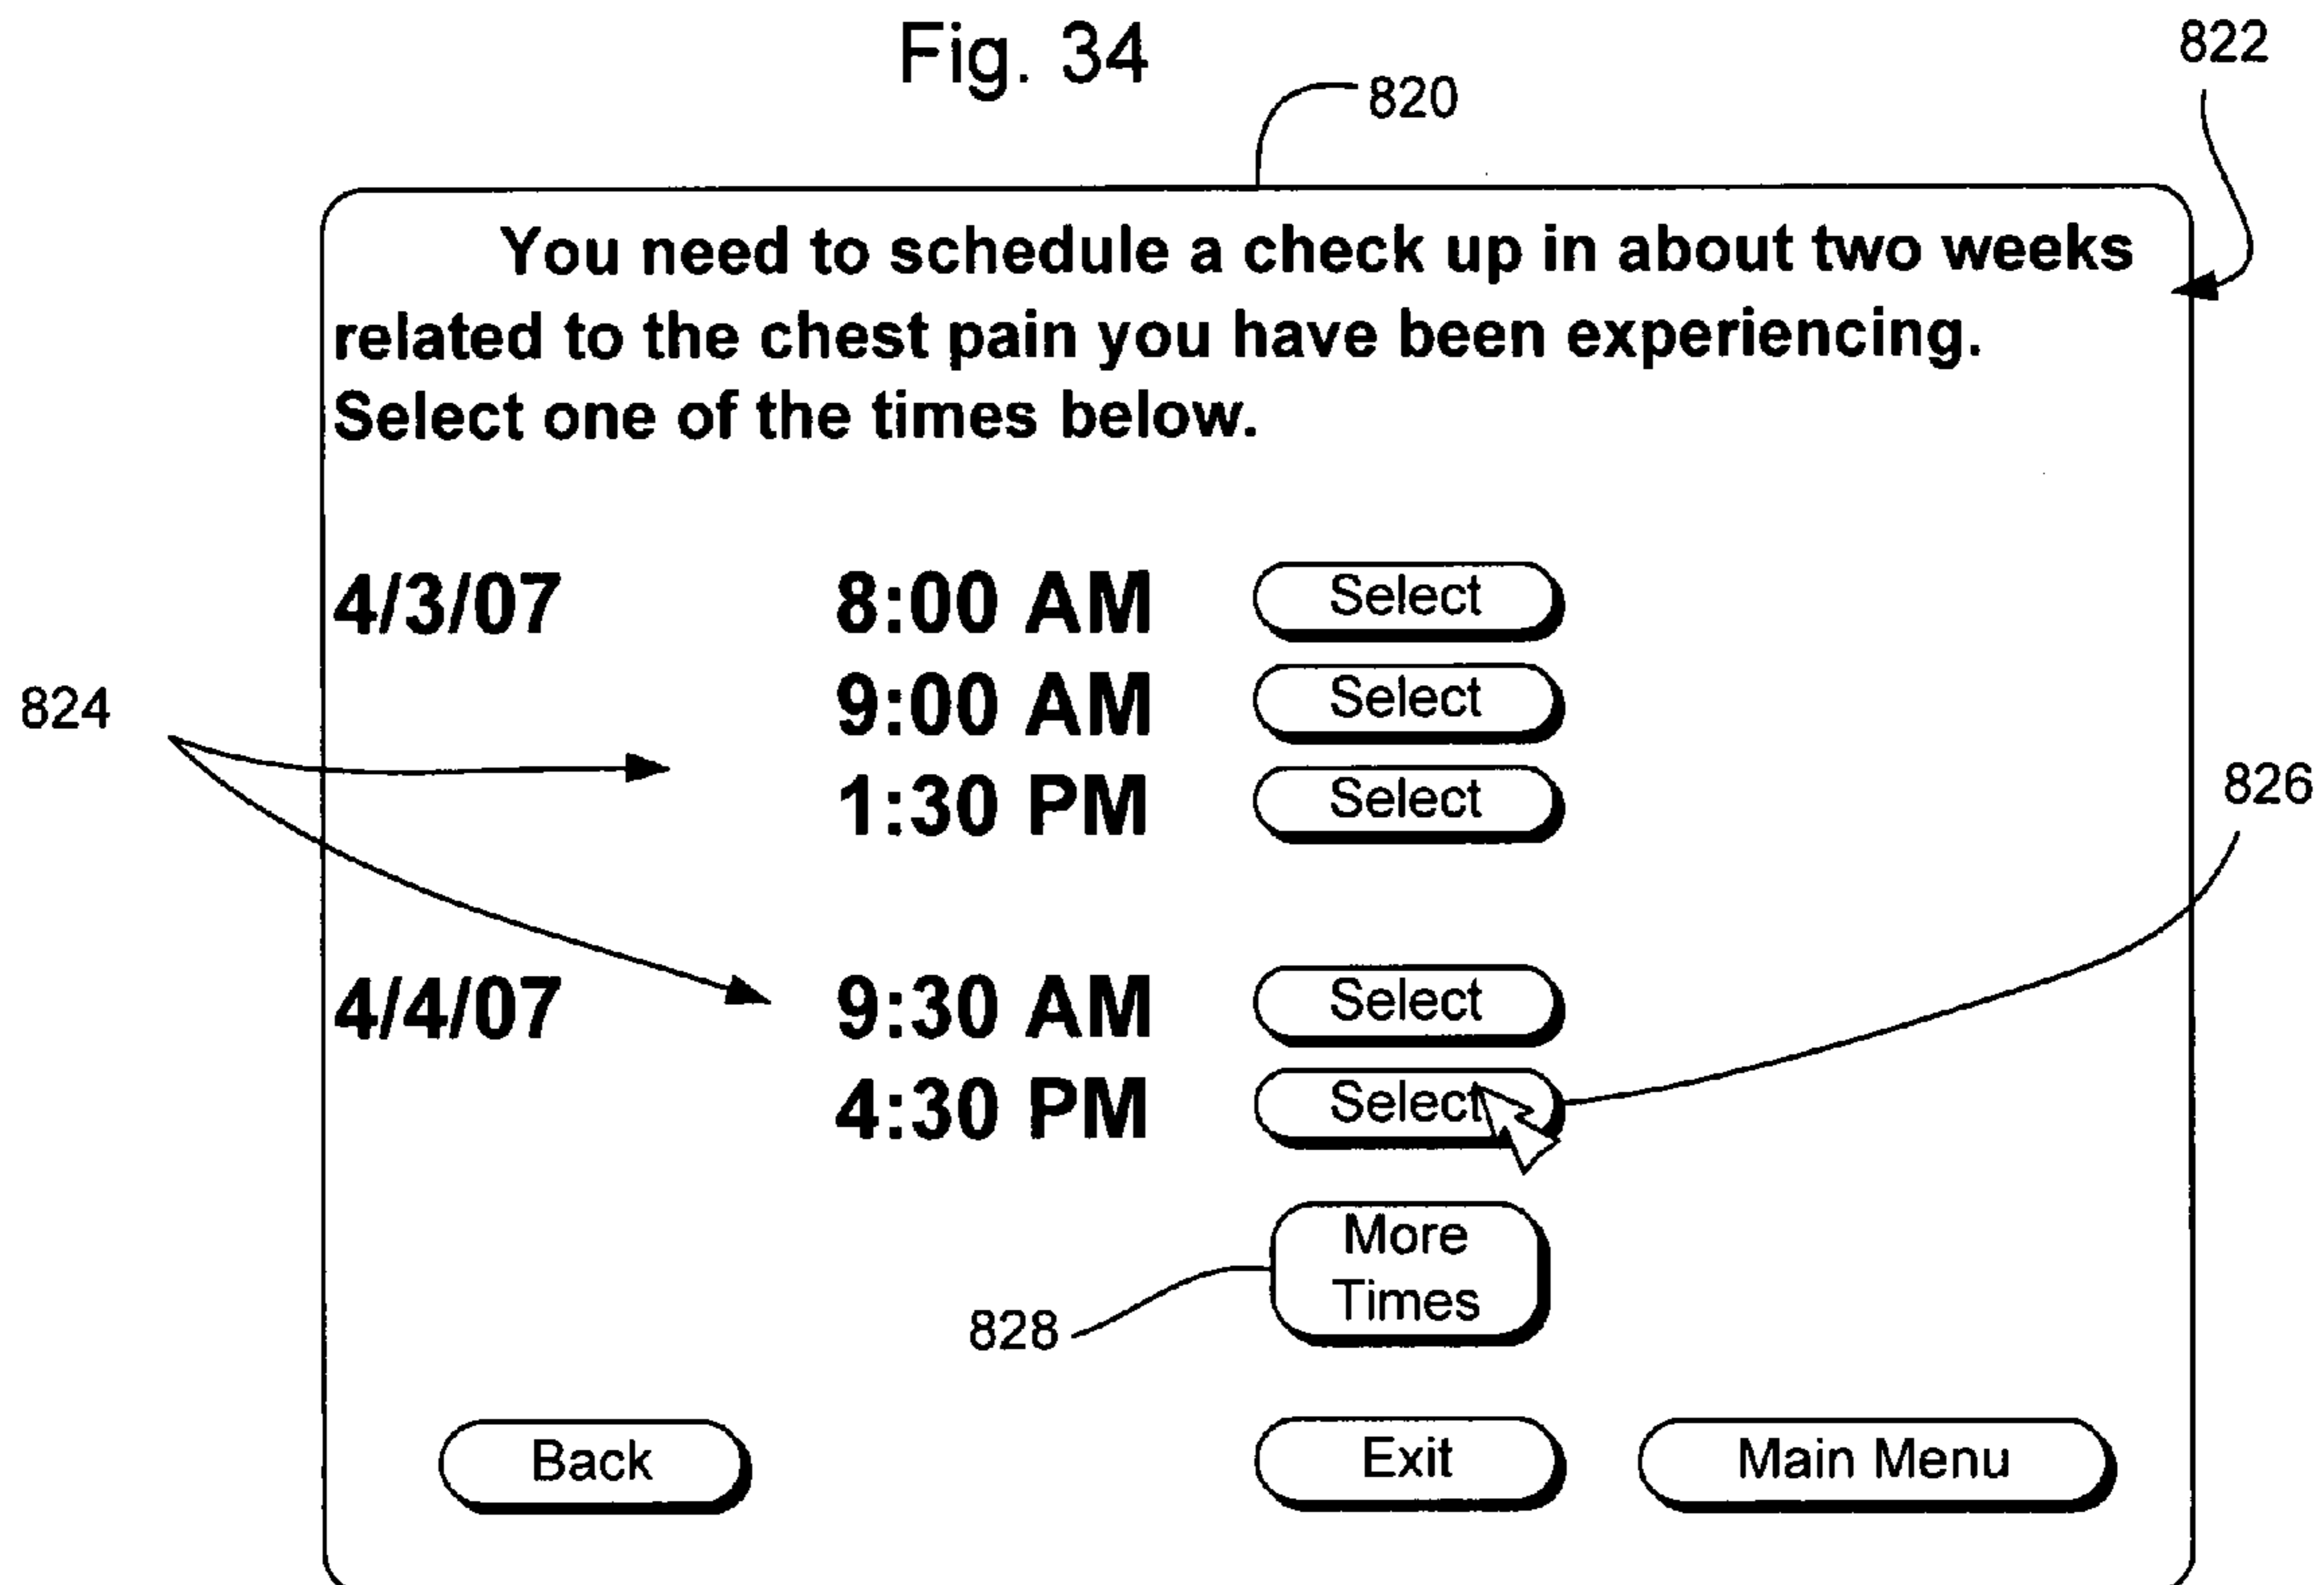 Fig. 34
822
820
You need to schedule a check up in about two weeks
related to the chest pain you have been experiencing.
Select one of the times below.
4/3/07 8:00 AM Select
9:00 AM Select
824
1:30 PM Select
826
4/4/07 9:30 AM Select
4:30 PM Select
More
Times
828
Back Exit Main Menu